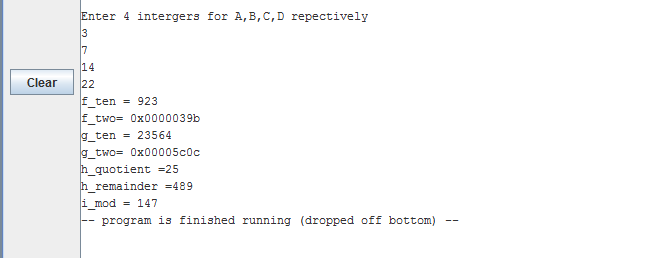 Enter 4 intergers for A,B,C,D repectively
3
7
14
Clear
22
f_ten = 923
f_two= 0x0000039b
g_ten = 23564
g_two= 0x00005c0c
h_quotient =25
h_remainder =489
i_mod = 147
-- program is finished running (dropped off bottom) --